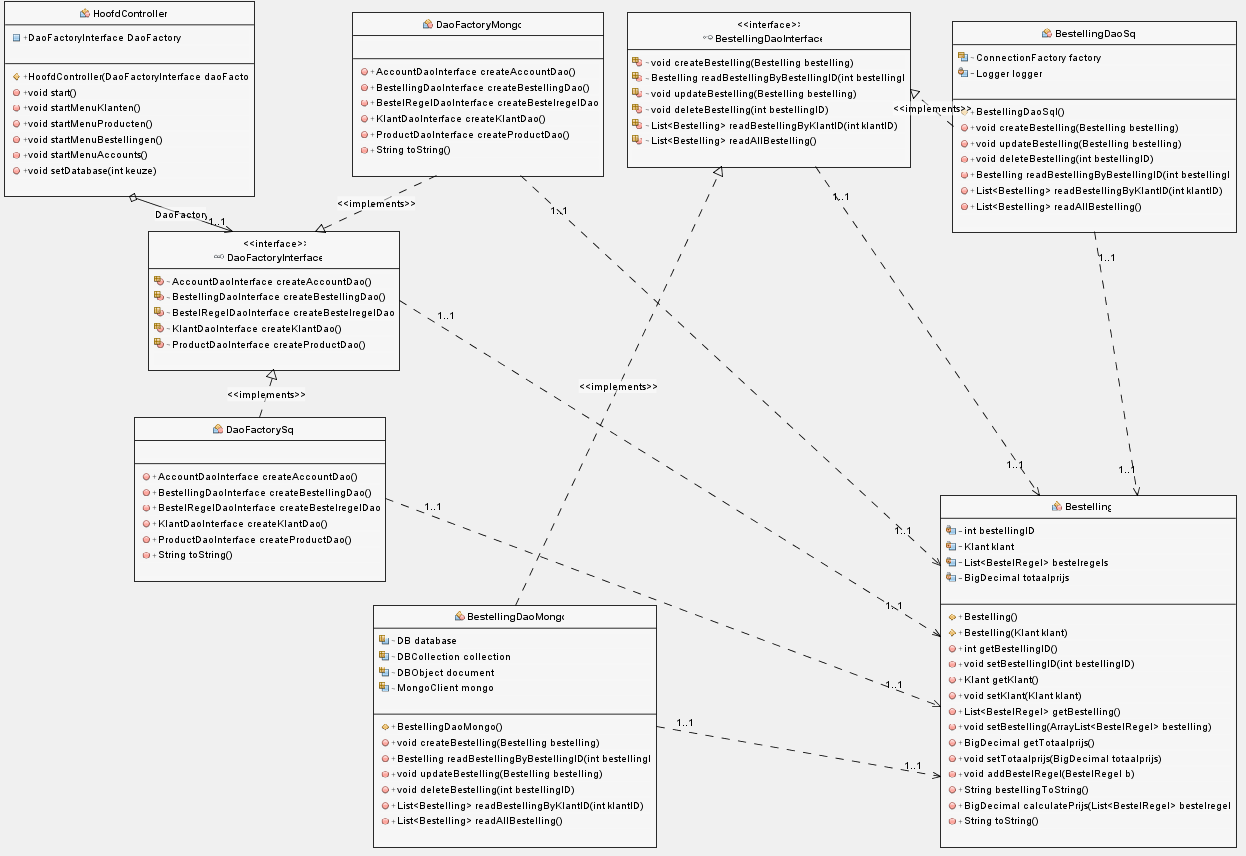 HoofdController
+DaoFactoryInterface DaoFactory
+HoofdController(DaoFactoryInterface daoFacto
+void start()
+void startMenuKlanten()
+void startMenuProducten()
+void startMenuBestellingen()
+void startMenuAccounts()
+void setDatabase(int keuze)
DaoFactory
1..1
DaoFactoryMongo
+AccountDaoInterface createAccountDao()
+BestellingDaoInterface createBestellingDao()
+BestelRegelDaoInterface createBestelregelDao
+KlantDaoInterface createKlantDao()
+ProductDaoInterface createProductDao()
+String toString()
<<implements>>
1..1
1..1
<<interface>>
BestellingDaoInterface
~void createBestelling(Bestelling bestelling)
~Bestelling readBestellingByBestellingID(int bestellingI
~void updateBestelling(Bestelling bestelling)
~void deleteBestelling(int bestellingID)
~List<Bestelling> readBestellingByKlantID(int klantID)
~List<Bestelling> readAllBestelling()
<<implements>>
1..1
1..1
BestellingDaoSq
~ConnectionFactory factory
-Logger logger
+BestellingDaoSql()
+void createBestelling(Bestelling bestelling)
+void updateBestelling(Bestelling bestelling)
+void deleteBestelling(int bestellingID)
+Bestelling readBestellingByBestellingID(int bestellingI
+List<Bestelling> readBestellingByKlantID(int klantID)
+List<Bestelling> readAllBestelling()
1..1
1..1
<<interface>>
DaoFactoryInterface
~AccountDaoInterface createAccountDao()
~BestellingDaoInterface createBestellingDao()
~BestelRegelDaoInterface createBestelregelDao
~KlantDaoInterface createKlantDao()
~ProductDaoInterface createProductDao()
1..1
1..1
<<implements>>
<<implements>>
DaoFactorySq
+AccountDaoInterface createAccountDao()
+BestellingDaoInterface createBestellingDao()
+BestelRegelDaoInterface createBestelregelDao
+KlantDaoInterface createKlantDao()
+ProductDaoInterface createProductDao()
+String toString()
1..1
1..1
BestellingDaoMongo
~DB database
~DBCollection collection
~DBObject document
~MongoClient mongo
+BestellingDaoMongo()
+void createBestelling(Bestelling bestelling)
+Bestelling readBestellingByBestellingID(int bestellingI
+void updateBestelling(Bestelling bestelling)
+void deleteBestelling(int bestellingID)
+List<Bestelling> readBestellingByKlantID(int klantID)
+List<Bestelling> readAllBestelling()
1..1
1..1
Bestelling
-int bestellingID
-Klant klant
-List<BestelRegel> bestelregels
-BigDecimal totaalprijs
+Bestelling()
+Bestelling(Klant klant)
+int getBestellingID()
+void setBestellingID(int bestellingID)
+Klant getKlant()
+void setKlant(Klant klant)
+List<BestelRegel> getBestelling()
+void setBestelling(ArrayList<BestelRegel> bestelling)
+BigDecimal getTotaalprijs()
+void setTotaalprijs(BigDecimal totaalprijs)
+void addBestelRegel(BestelRegel b)
+String bestellingToString()
+BigDecimal calculatePrijs(List<BestelRegel> bestelregel
+String toString()